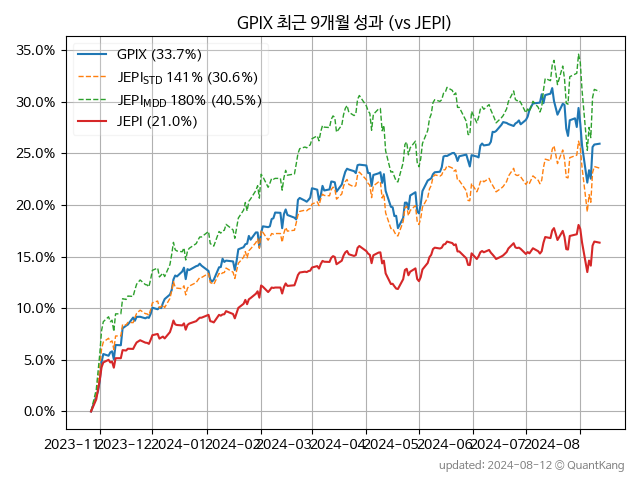 GPIX 최근 9개월 성과 (vs JEPI)
GPIX (33.7%)
JEPISTD 141% (30.6%)
JEPIMDD 180% (40.5%)
JEPI (21.0%)
35.0%
30.0%
25.0%
20.0%
15.0%
10.0%
5.0%
0.0%
2023-11 2023-12 2024-01 2024-02 2024-03 2024-04 2024-05 2024-06 2024-07 2024-08
updated: 2024-08-12 © QuantKang